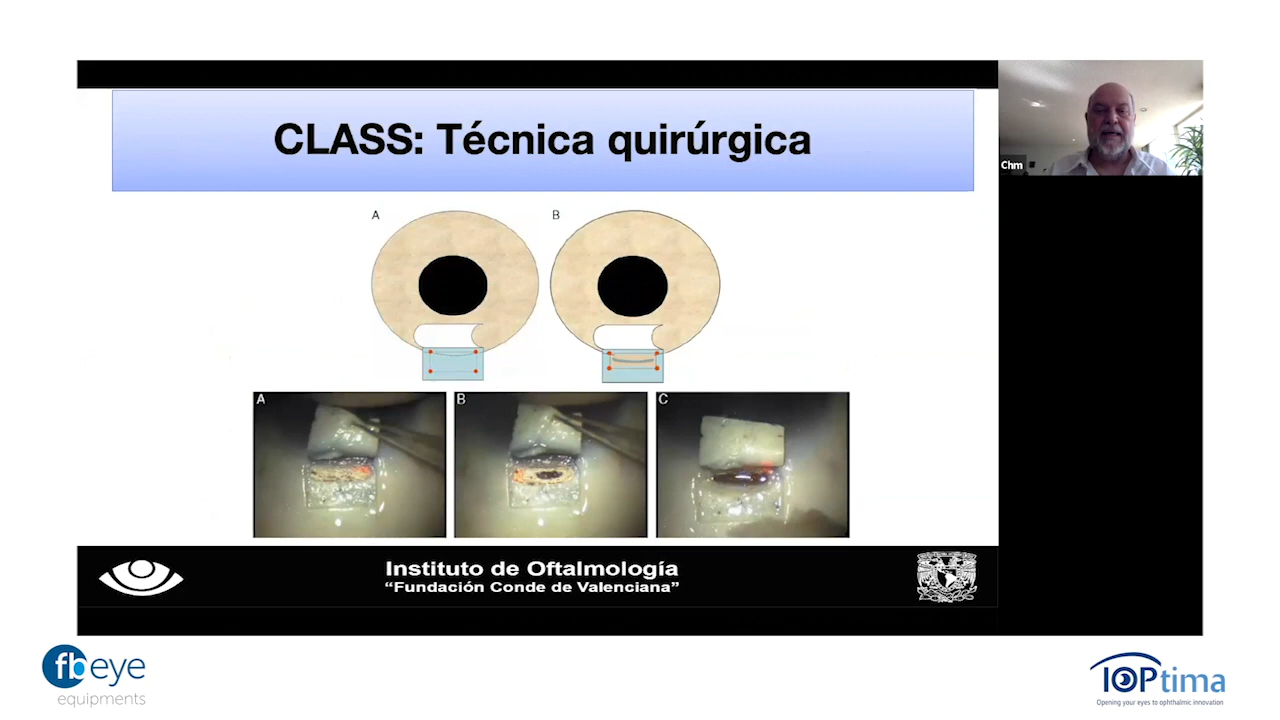 CLASS: Técnica quirúrgica
Chm
A
B
A
B
C
Instituto de Oftalmología
“Fundación Conde de Valenciana”
fbeye
equipments
IOPtima
Opening your eyes to ophthalmic innovation